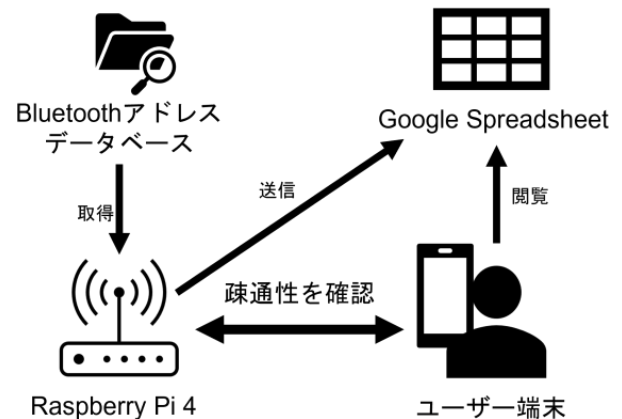 Bluetoothアドレス
データベース
Google Spreadsheet
取得
送信
閲覧
疎通性を確認
Raspberry Pi 4
ユーザー端末